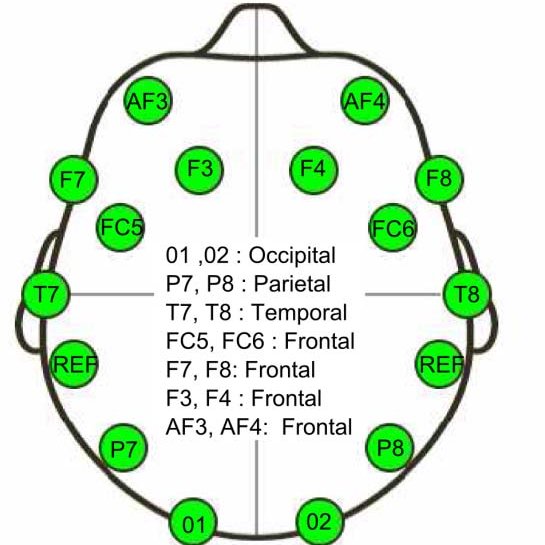 AF3 AF4
F3 F4
F7 F8
FC5 FC6
01 ,02 : Occipital
P7, P8 : Parietal
T7, T8 : Temporal
T7 T8
FC5, FC6 : Frontal
F7, F8: Frontal
REF REF
F3, F4 : Frontal
AF3, AF4:  Frontal
P7 P8
01 02